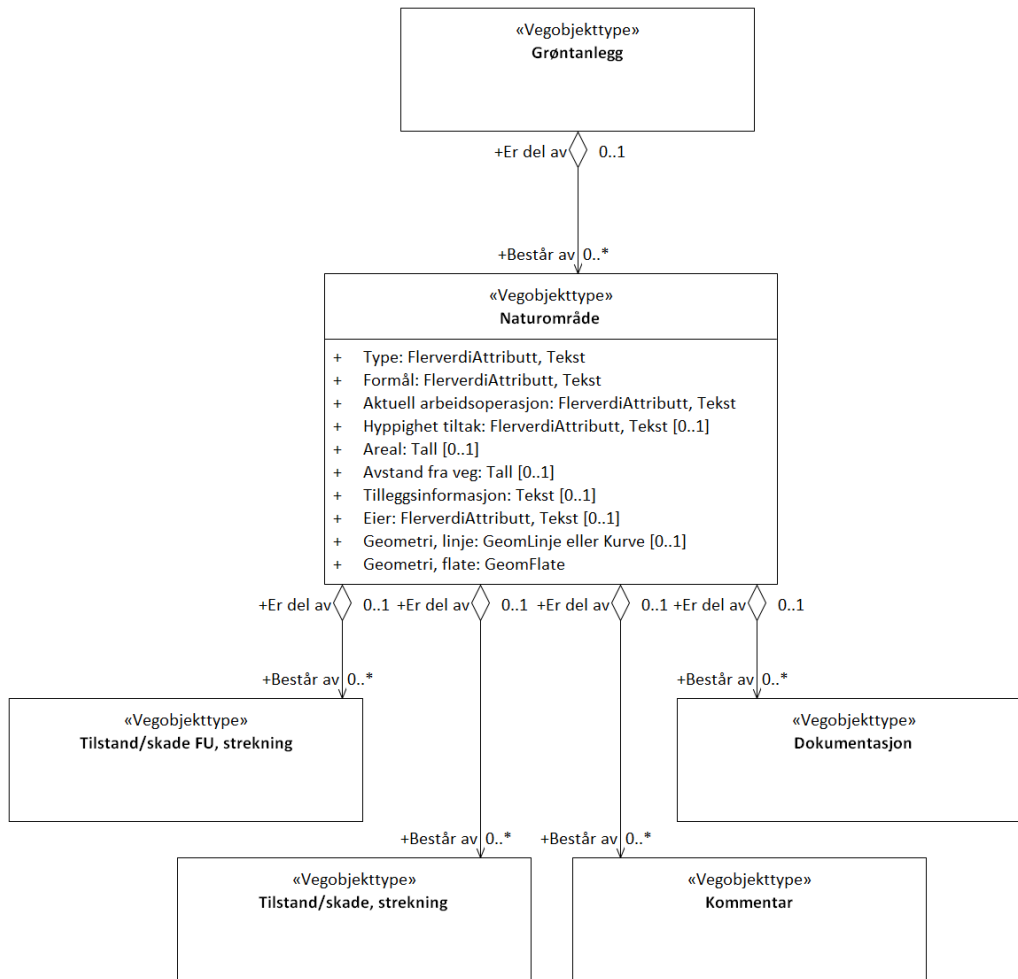 «Vegobjekttype»
Grøntanlegg
+Er del av 0..1
+Består av 0..*
«Vegobjekttype»
Naturområde
+ Type: FlerverdiAttributt, Tekst
+ Formål: FlerverdiAttributt, Tekst
+ Aktuell arbeidsoperasjon: FlerverdiAttributt, Tekst
+ Hyppighet tiltak: FlerverdiAttributt, Tekst [0..1]
+ Areal: Tall [0..1]
+ Avstand fra veg: Tall [0..1]
+ Tilleggsinformasjon: Tekst [0..1]
+ Eier: FlerverdiAttributt, Tekst [0..1]
+ Geometri, linje: GeomLinje eller Kurve [0..1]
+ Geometri, flate: GeomFlate
+Er del av 0..1 +Er del av 0..1 +Er del av 0..1 +Er del av 0..1
+Består av 0..* +Består av 0..*
«Vegobjekttype» «Vegobjekttype»
Tilstand/skade FU, strekning Dokumentasjon
+Består av 0..* +Består av 0..*
«Vegobjekttype» «Vegobjekttype»
Tilstand/skade, strekning Kommentar